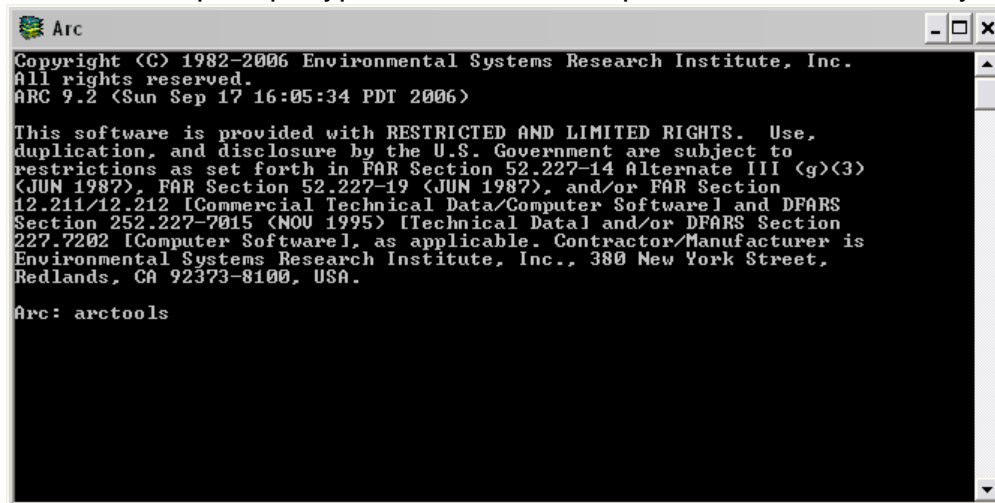 Arc
Copyright (C) 1982-2006 Environmental Systems Research Institute, Inc.
All rights reserved.
ARC 9.2 (Sun Sep 17 16:05:34 PDT 2006)
This software is provided with RESTRICTED AND LIMITED RIGHTS. Use,
duplication, and disclosure by the U.S. Government are subject to
restrictions as set forth in FAR Section 52.227-14 Alternate III (g)(3)
(JUN 1987), FAR Section 52.227-19 (JUN 1987), and/or FAR Section
12.211/12.212 [Commercial Technical Data/Computer Software] and DFARS
Section 252.227-7015 (NOV 1995) [Technical Data] and/or DFARS Section
227.7202 [Computer Software], as applicable. Contractor/Manufacturer is
Environmental Systems Research Institute, Inc., 380 New York Street,
Redlands, CA 92373-8100, USA.
Arc: arctools